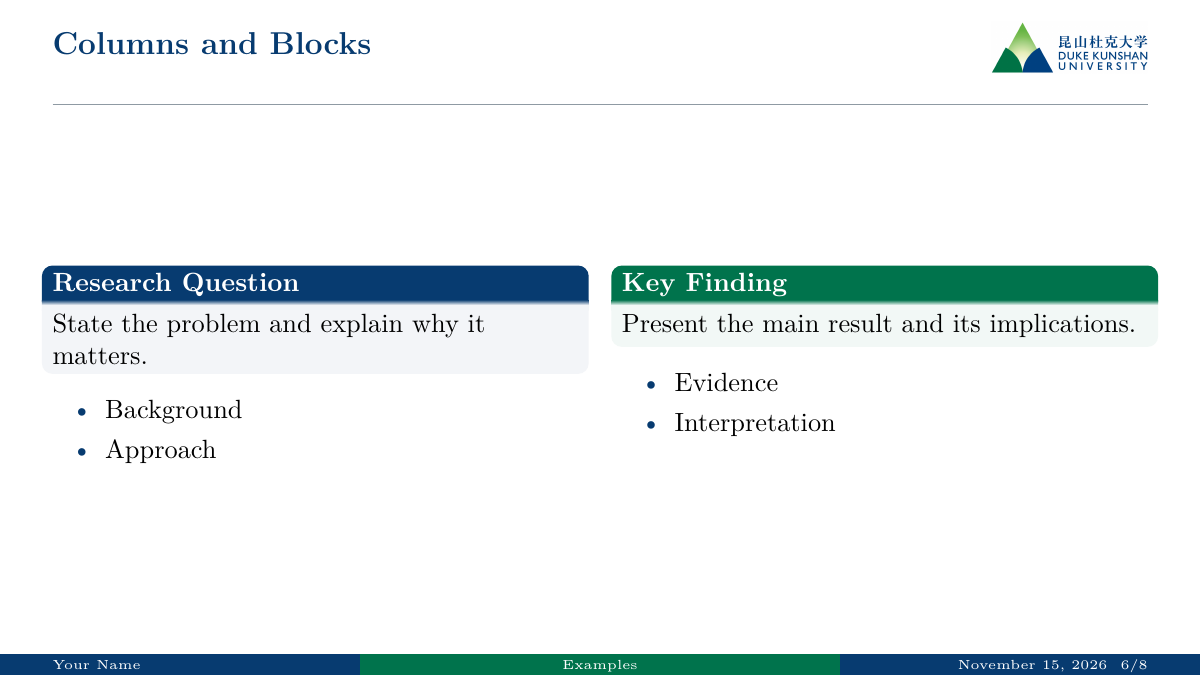 Columns and Blocks
昆山杜克大学
DUKE KUNSHAN
UNIVERSITY
Research Question
State the problem and explain why it
matters.
• Background
• Approach
Key Finding
Present the main result and its implications.
• Evidence
• Interpretation
Your Name
Examples
November 15, 2026 6/8